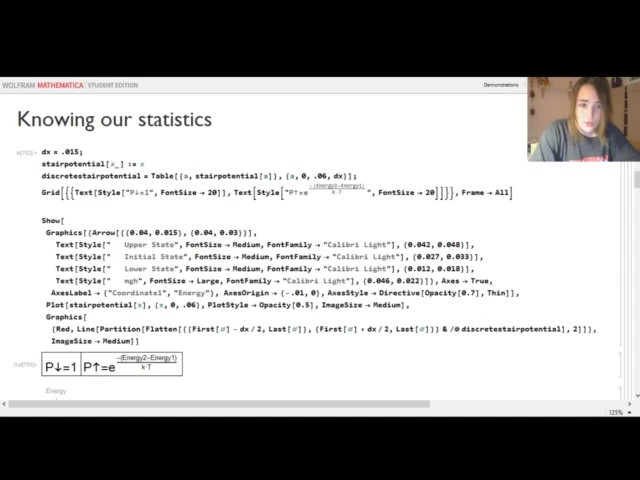 WOLFRAM MATHEMATICA | STUDENT EDITION
Demonstrations
Knowing our statistics
dx = .015;
stairpotential[x_] := x
discretestairpotential = Table[{a, stairpotential[a]}, {a, 0, .06, dx}];
Grid[{{Text[Style["P↓=1", FontSize → 20]], Text[Style["P↑=e^(-(Energy2-Energy1)/k·T)", FontSize → 20]]}}, Frame → All]
Show[
Graphics[{Arrow[{{0.04, 0.015}, {0.04, 0.03}}],
Text[Style[" Upper State", FontSize → Medium, FontFamily → "Calibri Light"], {0.042, 0.048}],
Text[Style[" Initial State", FontSize → Medium, FontFamily → "Calibri Light"], {0.027, 0.033}],
Text[Style[" Lower State", FontSize → Medium, FontFamily → "Calibri Light"], {0.012, 0.018}],
Text[Style[" mgh", FontSize → Large, FontFamily → "Calibri Light"], {0.046, 0.022}]}, Axes → True,
AxesLabel → {"Coordinate1", "Energy"}, AxesOrigin → {-.01, 0}, AxesStyle → Directive[Opacity[0.7], Thin]],
Plot[stairpotential[x], {x, 0, .06}, PlotStyle → Opacity[0.5], ImageSize → Medium],
Graphics[
{Red, Line[Partition[Flatten[{{First[#] - dx / 2, Last[#]}, {First[#] + dx / 2, Last[#]}} & /@ discretestairpotential], 2]]}],
ImageSize → Medium]
P↓=1 P↑=e^(-(Energy2-Energy1)/k·T)
Energy
125%